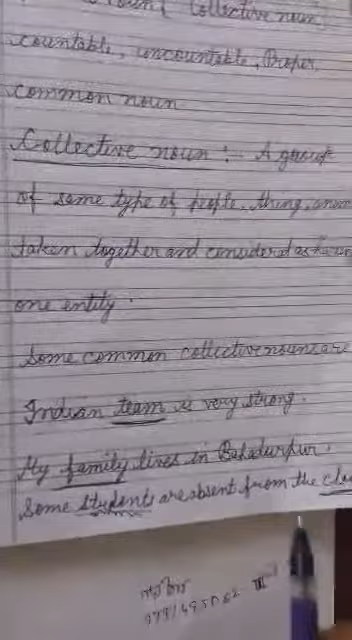 Collective noun,
countable, uncountable, Proper,
common noun
Collective noun :- A group
of same type of people, thing,
taken together and considered as
one entity.
Some common collective nouns are
Indian team is very strong.
My family lives in Bahadurpur.
Some students are absent from the